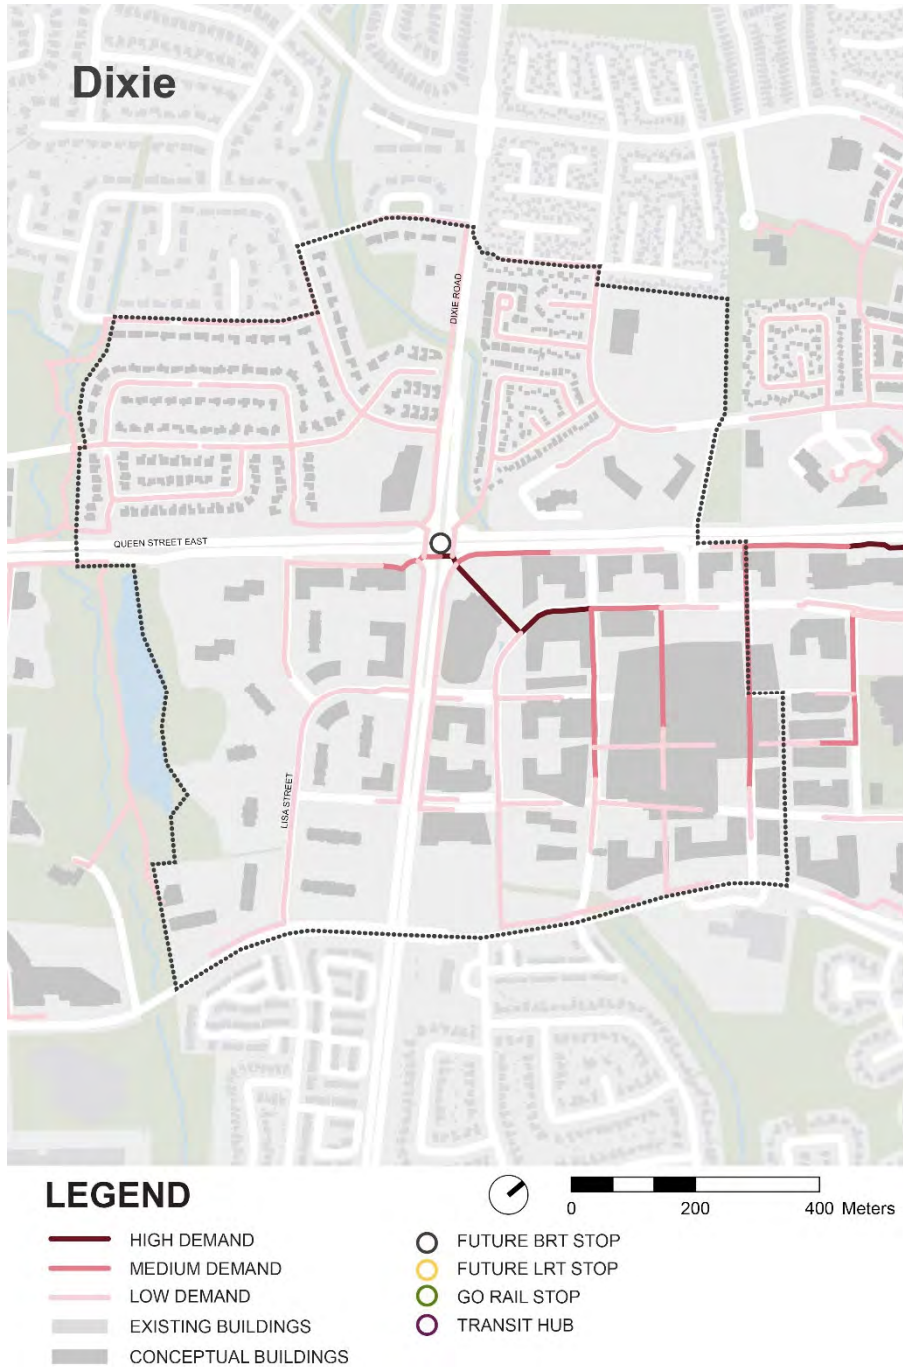 Dixie
DIXIE ROAD
QUEEN STREET EAST
LISA STREET
LEGEND
HIGH DEMAND
MEDIUM DEMAND
LOW DEMAND
EXISTING BUILDINGS
CONCEPTUAL BUILDINGS
0 200 400 Meters
FUTURE BRT STOP
FUTURE LRT STOP
GO RAIL STOP
TRANSIT HUB